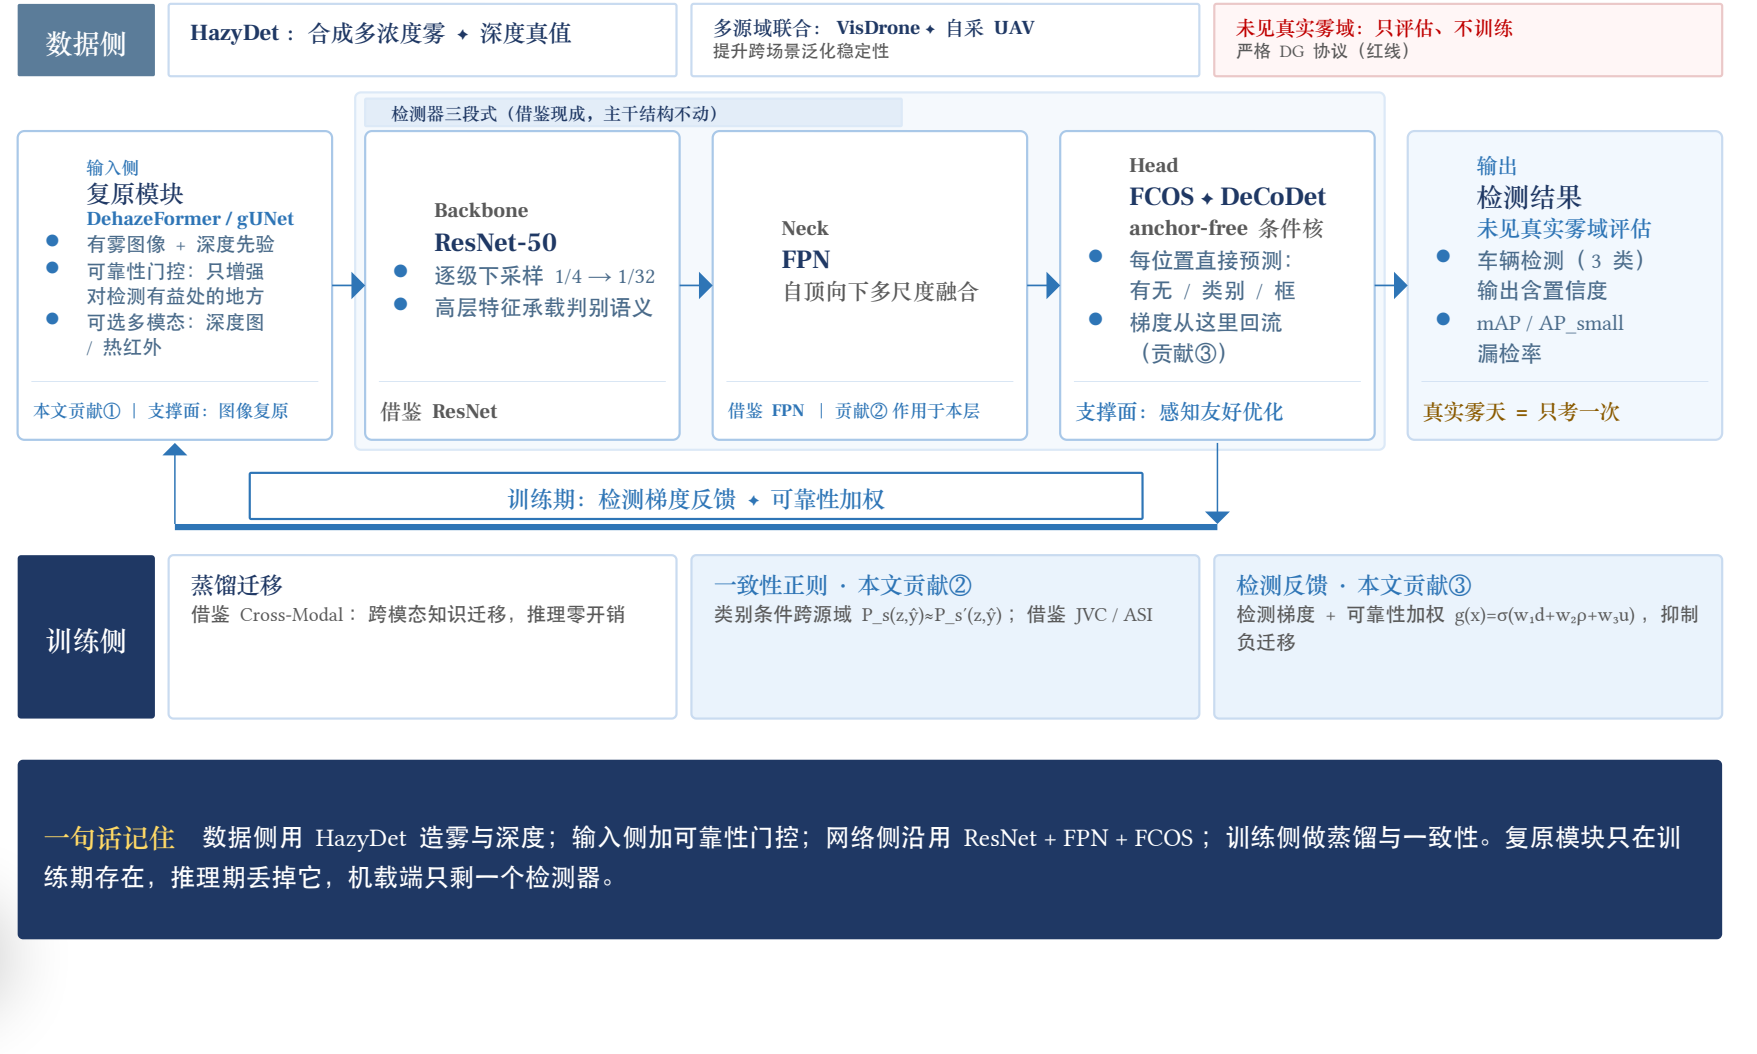 数据侧
HazyDet：合成多浓度雾 ✦ 深度真值
多源域联合：VisDrone ✦ 自采 UAV
提升跨场景泛化稳定性
未见真实雾域：只评估、不训练
严格 DG 协议（红线）
检测器三段式（借鉴现成，主干结构不动）
输入侧
复原模块
DehazeFormer / gUNet
● 有雾图像 + 深度先验
● 可靠性门控：只增强
对检测有益处的地方
● 可选多模态：深度图
/ 热红外
本文贡献① | 支撑面：图像复原
Backbone
ResNet-50
● 逐级下采样 1/4 → 1/32
● 高层特征承载判别语义
借鉴 ResNet
Neck
FPN
自顶向下多尺度融合
借鉴 FPN | 贡献② 作用于本层
Head
FCOS ✦ DeCoDet
anchor-free 条件核
● 每位置直接预测：
有无 / 类别 / 框
● 梯度从这里回流
（贡献③）
支撑面：感知友好优化
输出
检测结果
未见真实雾域评估
● 车辆检测（3 类）
输出含置信度
● mAP / AP_small
漏检率
真实雾天 = 只考一次
训练期：检测梯度反馈 ✦ 可靠性加权
训练侧
蒸馏迁移
借鉴 Cross-Modal：跨模态知识迁移，推理零开销
一致性正则 · 本文贡献②
类别条件跨源域 P_s(z,ŷ)≈P_s′(z,ŷ)；借鉴 JVC / ASI
检测反馈 · 本文贡献③
检测梯度 + 可靠性加权 g(x)=σ(w₁d+w₂ρ+w₃u)，抑制
负迁移
一句话记住 数据侧用 HazyDet 造雾与深度；输入侧加可靠性门控；网络侧沿用 ResNet + FPN + FCOS；训练侧做蒸馏与一致性。复原模块只在训
练期存在，推理期丢掉它，机载端只剩一个检测器。